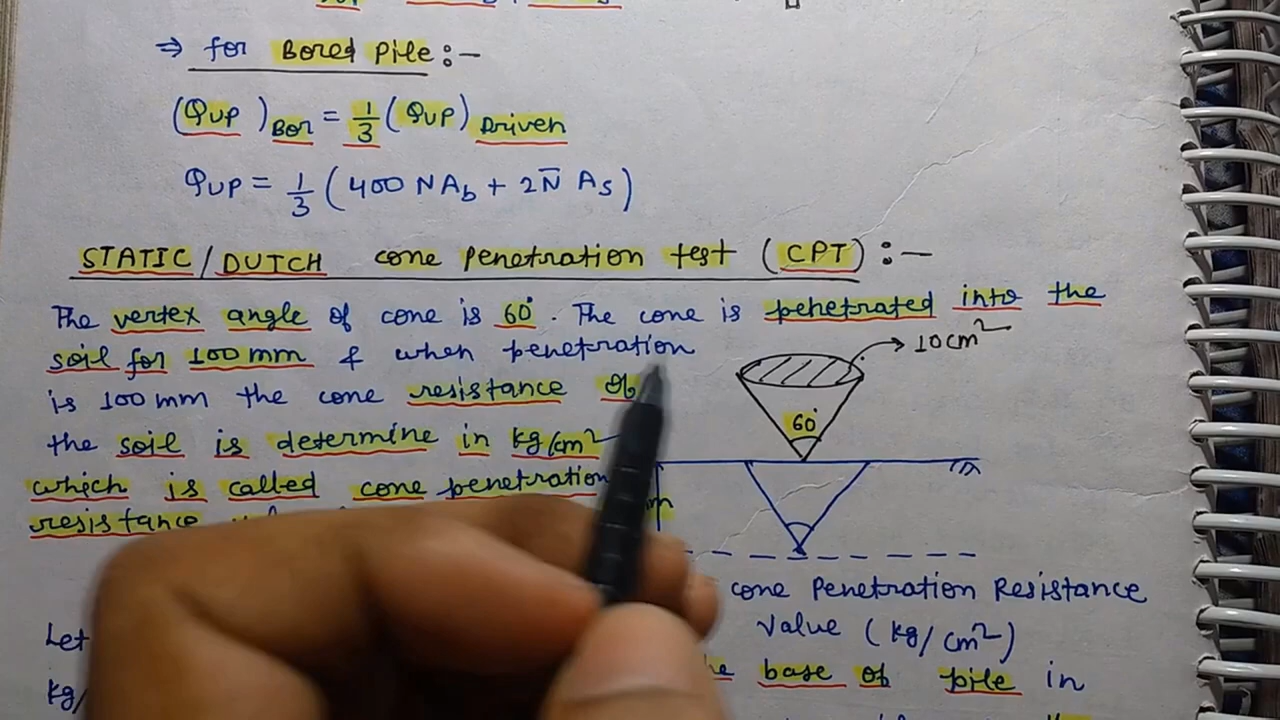 ⇒ for Bored Pile :-
(Qup)Bor = 1/3 (Qup) Driven
Qup = 1/3 (400 NAb + 2N̄ As)
STATIC/DUTCH cone penetration test (CPT) :-
The vertex angle of cone is 60°. The cone is penetrated into the
soil for 100 mm & when penetration
10 cm²
is 100 mm the cone resistance of
60°
the soil is determine in kg/cm²
which is called cone penetration
resistance
cone Penetration Resistance
Let
value (kg/cm²)
base of pile in
kg/